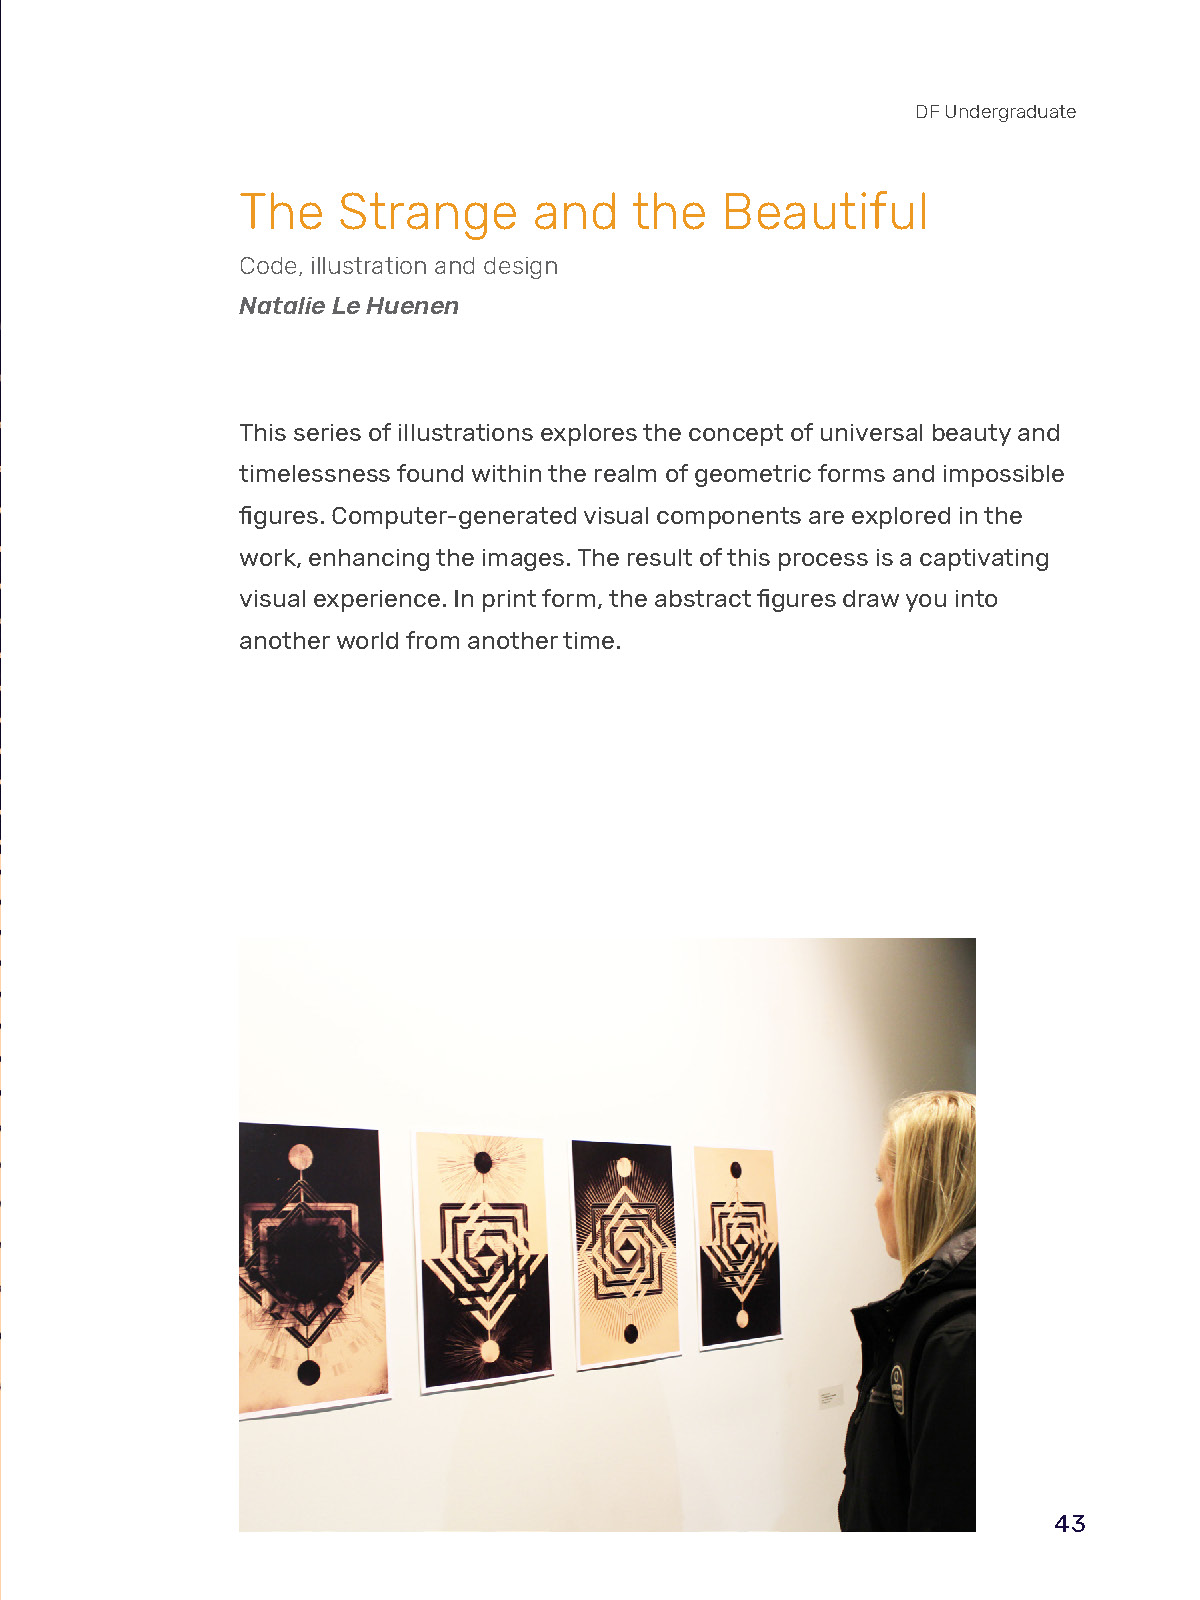 DF Undergraduate
The Strange and the Beautiful
Code, illustration and design
Natalie Le Huenen
This series of illustrations explores the concept of universal beauty and
timelessness found within the realm of geometric forms and impossible
figures. Computer-generated visual components are explored in the
work, enhancing the images. The result of this process is a captivating
visual experience. In print form, the abstract figures draw you into
another world from another time.
43